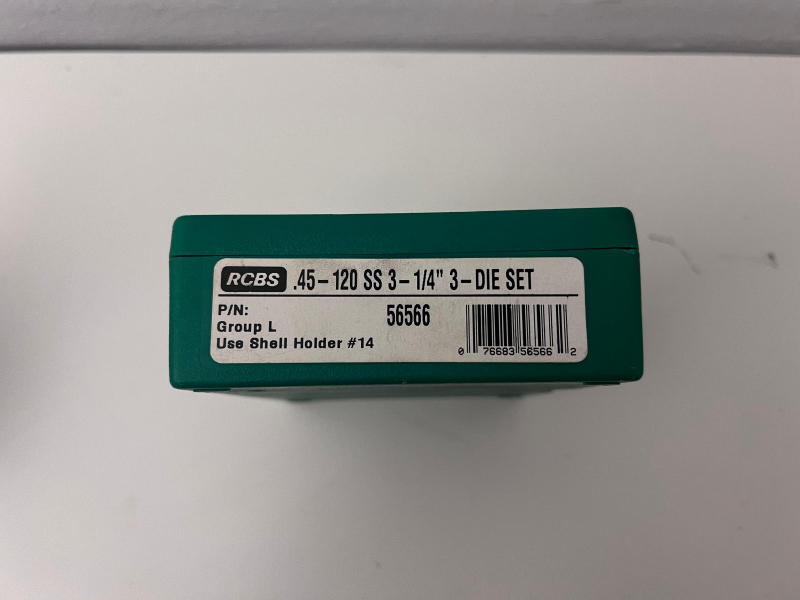 RCBS .45-120 SS 3-1/4" 3-DIE SET
P/N: 56566
Group L
Use Shell Holder #14
0 76683 56566 2